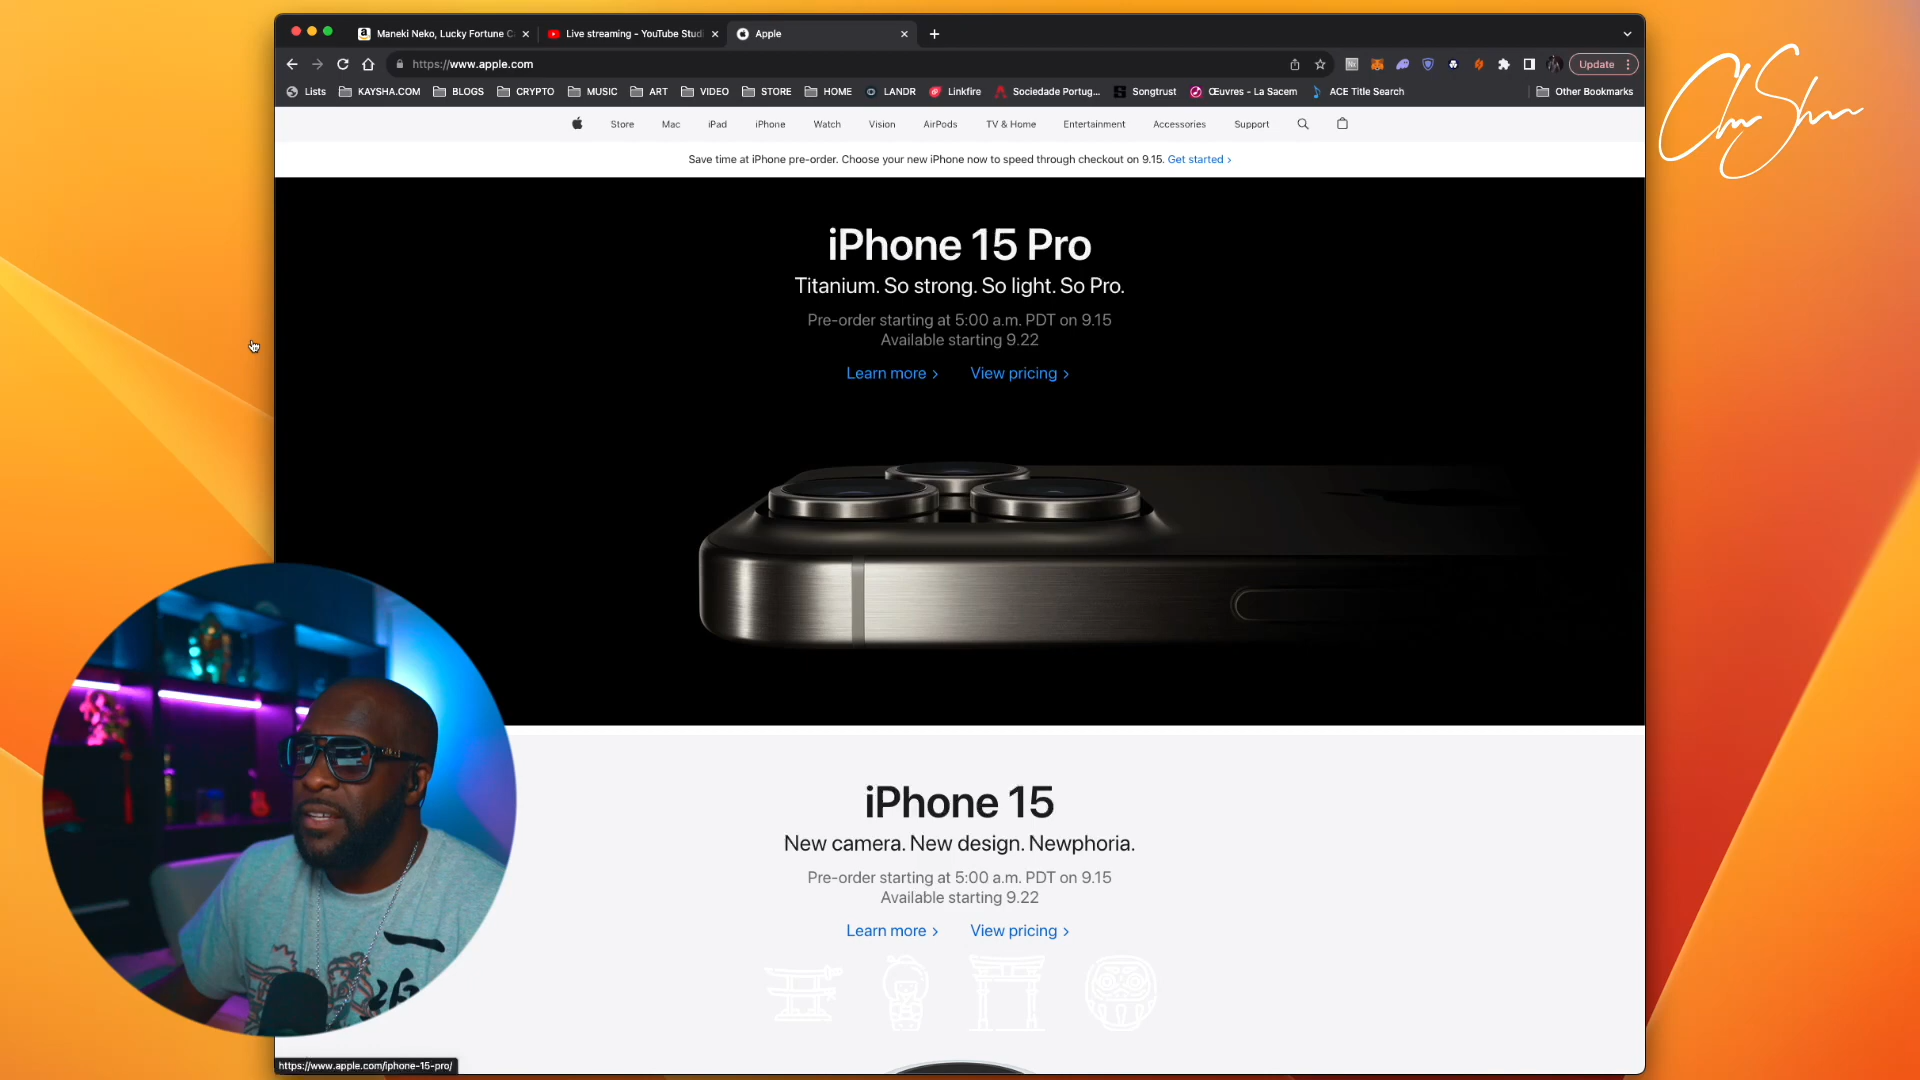 Maneki Neko, Lucky Fortune C
Live streaming - YouTube Studi
Apple
https://www.apple.com
Update
Lists
KAYSHA.COM
BLOGS
CRYPTO
MUSIC
ART
VIDEO
STORE
HOME
LANDR
Linkfire
Sociedade Portug...
Songtrust
Œuvres - La Sacem
ACE Title Search
Other Bookmarks
Store
Mac
iPad
iPhone
Watch
Vision
AirPods
TV & Home
Entertainment
Accessories
Support
Save time at iPhone pre-order. Choose your new iPhone now to speed through checkout on 9.15. Get started >
iPhone 15 Pro
Titanium. So strong. So light. So Pro.
Pre-order starting at 5:00 a.m. PDT on 9.15
Available starting 9.22
Learn more >
View pricing >
iPhone 15
New camera. New design. Newphoria.
Pre-order starting at 5:00 a.m. PDT on 9.15
Available starting 9.22
Learn more >
View pricing >
https://www.apple.com/iphone-15-pro/